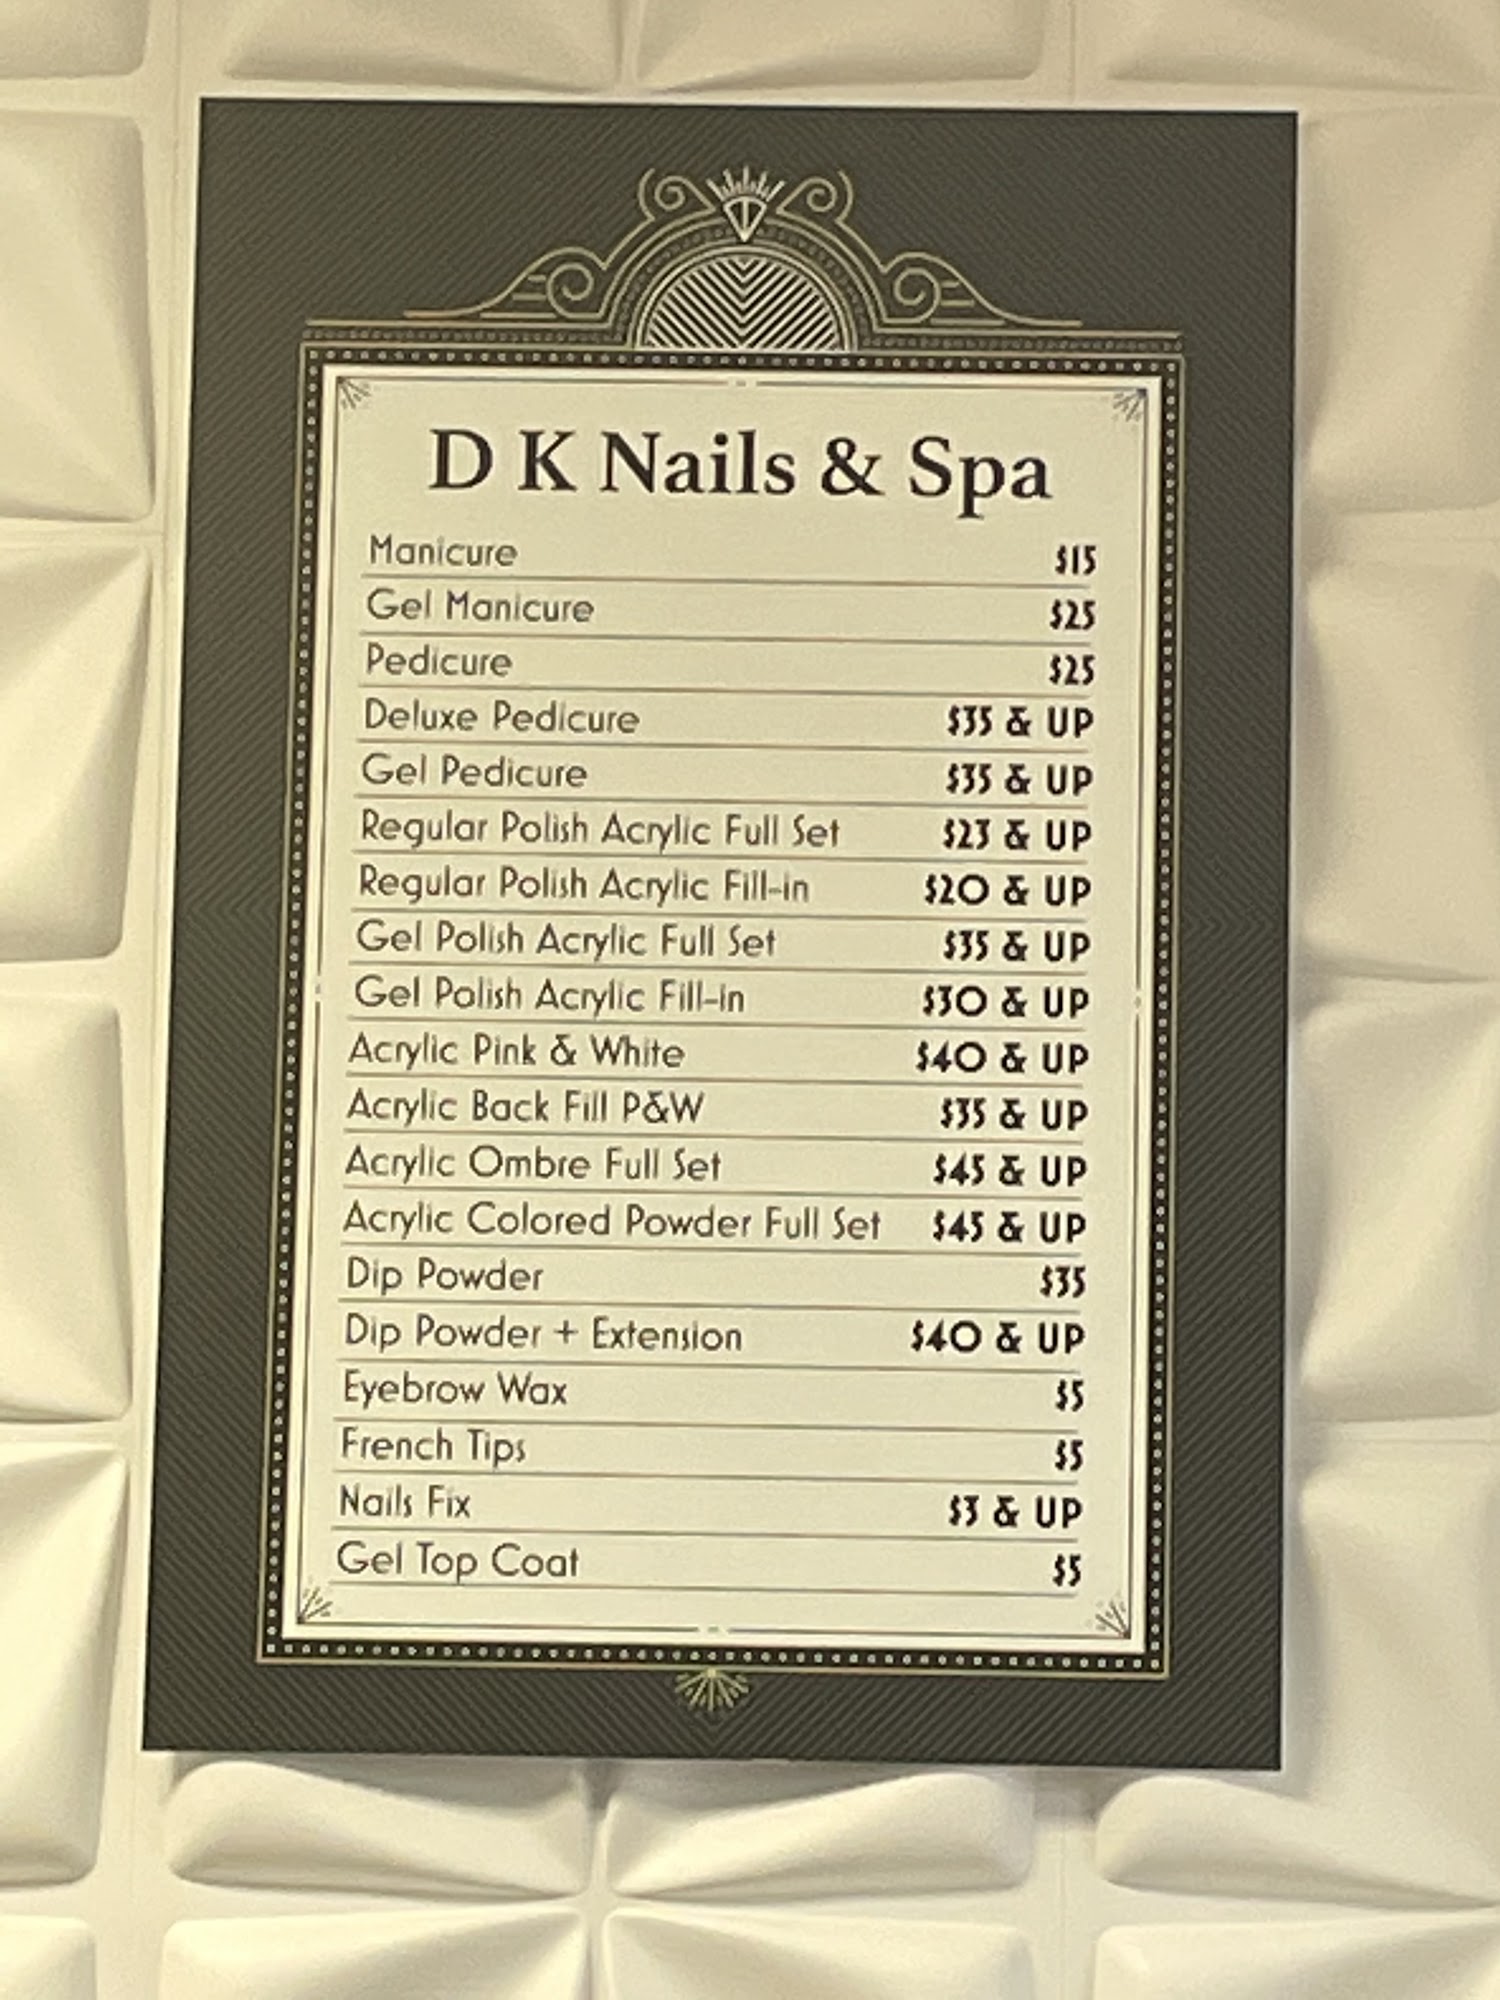 D K Nails & Spa
Manicure $15
Gel Manicure $25
Pedicure $25
Deluxe Pedicure $35 & UP
Gel Pedicure $35 & UP
Regular Polish Acrylic Full Set $23 & UP
Regular Polish Acrylic Fill-in $20 & UP
Gel Polish Acrylic Full Set $35 & UP
Gel Polish Acrylic Fill-in $30 & UP
Acrylic Pink & White $40 & UP
Acrylic Back Fill P&W $35 & UP
Acrylic Ombre Full Set $45 & UP
Acrylic Colored Powder Full Set $45 & UP
Dip Powder $35
Dip Powder + Extension $40 & UP
Eyebrow Wax $5
French Tips $5
Nails Fix $3 & UP
Gel Top Coat $5